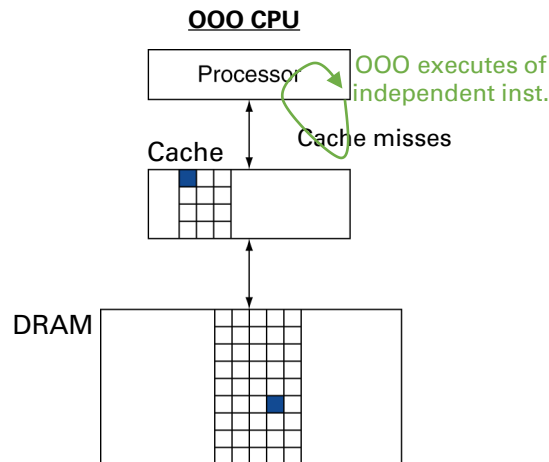 OOO CPU
Processor
OOO executes of
independent inst.
Cache misses
Cache
DRAM